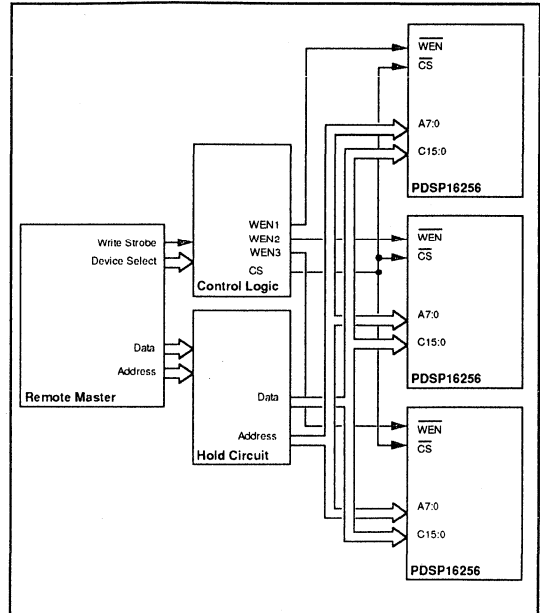 WEN
CS
A7:0
C15:0
PDSP16256
WEN1
WEN2
WEN3
CS
Control Logic
Write Strobe
Device Select
Data
Address
Remote Master
Data
Address
Hold Circuit
WEN
CS
A7:0
C15:0
PDSP16256
WEN
CS
A7:0
C15:0
PDSP16256